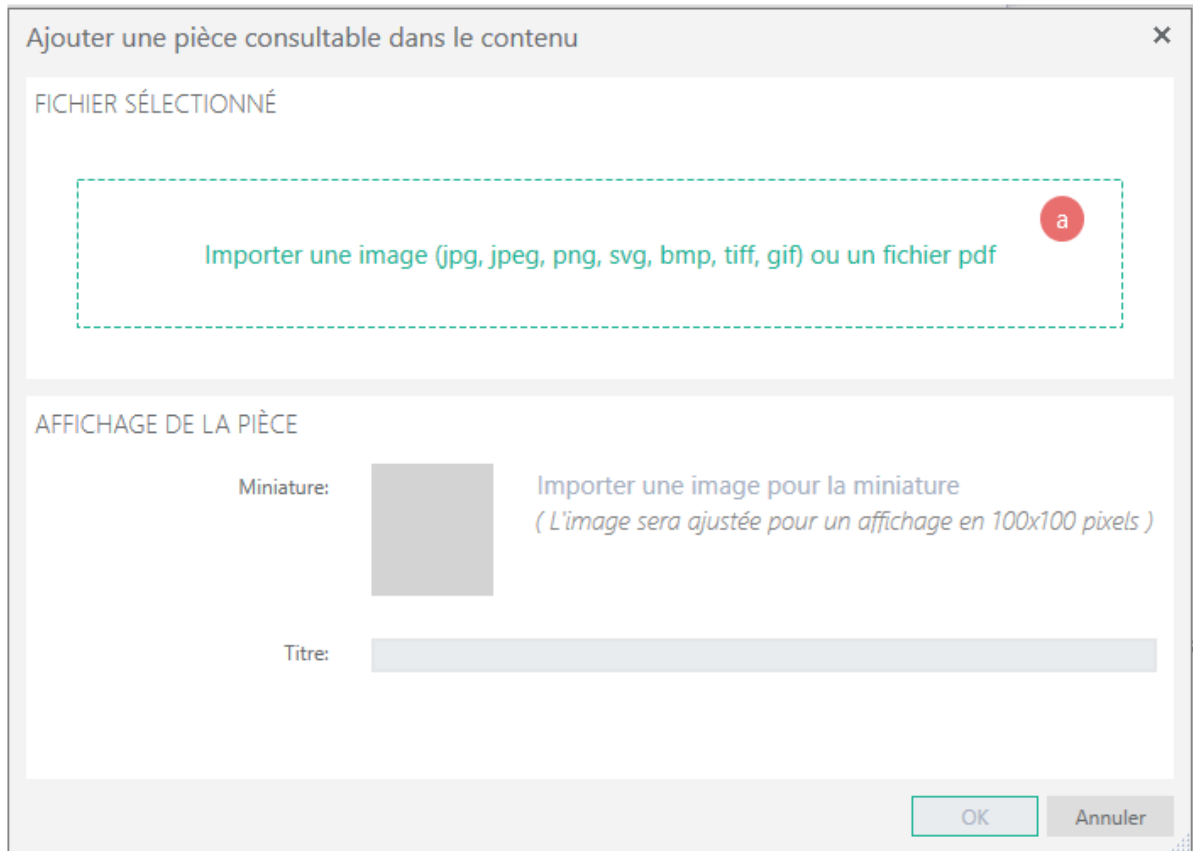 Ajouter une pièce consultable dans le contenu
FICHIER SÉLECTIONNÉ
a
Importer une image (jpg, jpeg, png, svg, bmp, tiff, gif) ou un fichier pdf
AFFICHAGE DE LA PIÈCE
Miniature:
Importer une image pour la miniature
( L'image sera ajustée pour un affichage en 100x100 pixels )
Titre:
OK
Annuler